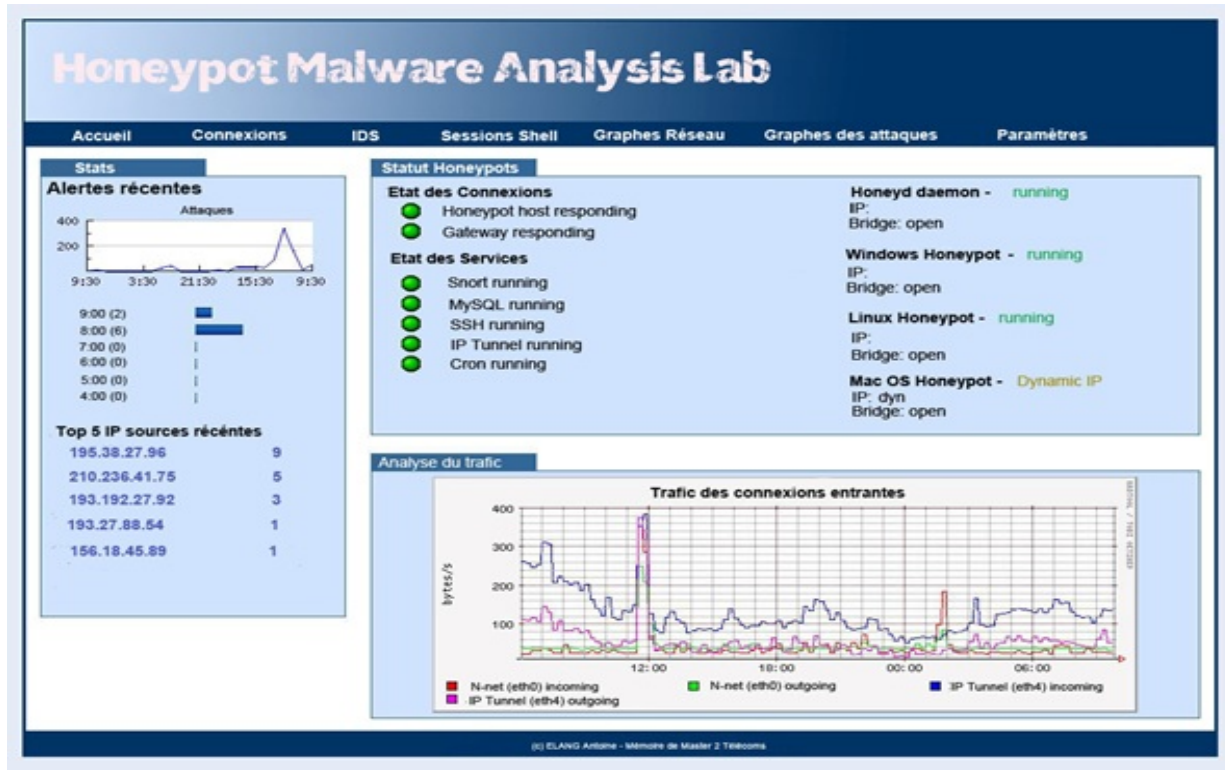 Honeypot Malware Analysis Lab
Accueil Connexions IDS Sessions Shell Graphes Réseau Graphes des attaques Paramètres
Stats
Alertes récentes
Attaques
400
200
9:30 3:30 21:30 15:30 9:30
9:00 (2)
8:00 (6)
7:00 (0)
6:00 (0)
5:00 (0)
4:00 (0)
Top 5 IP sources récéntes
195.38.27.96 9
210.236.41.75 5
193.192.27.92 3
193.27.88.54 1
156.18.45.89 1
Statut Honeypots
Etat des Connexions
Honeypot host responding
Gateway responding
Etat des Services
Snort running
MySQL running
SSH running
IP Tunnel running
Cron running
Honeyd daemon - running
IP:
Bridge: open
Windows Honeypot - running
IP:
Bridge: open
Linux Honeypot - running
IP:
Bridge: open
Mac OS Honeypot - Dynamic IP
IP: dyn
Bridge: open
Analyse du trafic
Trafic des connexions entrantes
400
300
200
100
bytes/s
12:00 18:00 00:00 06:00
N-net (eth0) incoming N-net (eth0) outgoing IP Tunnel (eth4) incoming
IP Tunnel (eth4) outgoing
(c) ELANG Antoine - Mémoire de Master 2 Télécoms